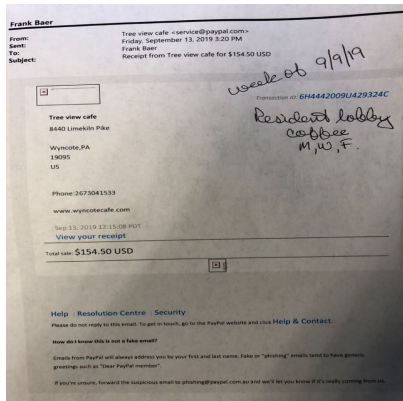 Frank Baer
From: Tree view cafe <service@paypal.com>
Sent: Friday, September 13, 2019 3:20 PM
To: Frank Baer
Subject: Receipt from Tree view cafe for $154.50 USD
week of 9/9/19
Transaction ID: 6H4442009U429324C
Resident lobby
coffee
M, W, F.
Tree view cafe
8440 Limekiln Pike
Wyncote,PA
19095
US
Phone:2673041533
www.wyncotecafe.com
Sep 13, 2019 12:15:08 PDT
View your receipt
Total sale: $154.50 USD
Help | Resolution Centre | Security
Please do not reply to this email. To get in touch, go to the PayPal website and click Help & Contact.
How do I know this is not a fake email?
Emails from PayPal will always address you by your first and last name. Fake or "phishing" emails tend to have generic
greetings such as "Dear PayPal member".
If you're unsure, forward the suspicious email to phishing@paypal.com.au and we'll let you know if it's really coming from us.